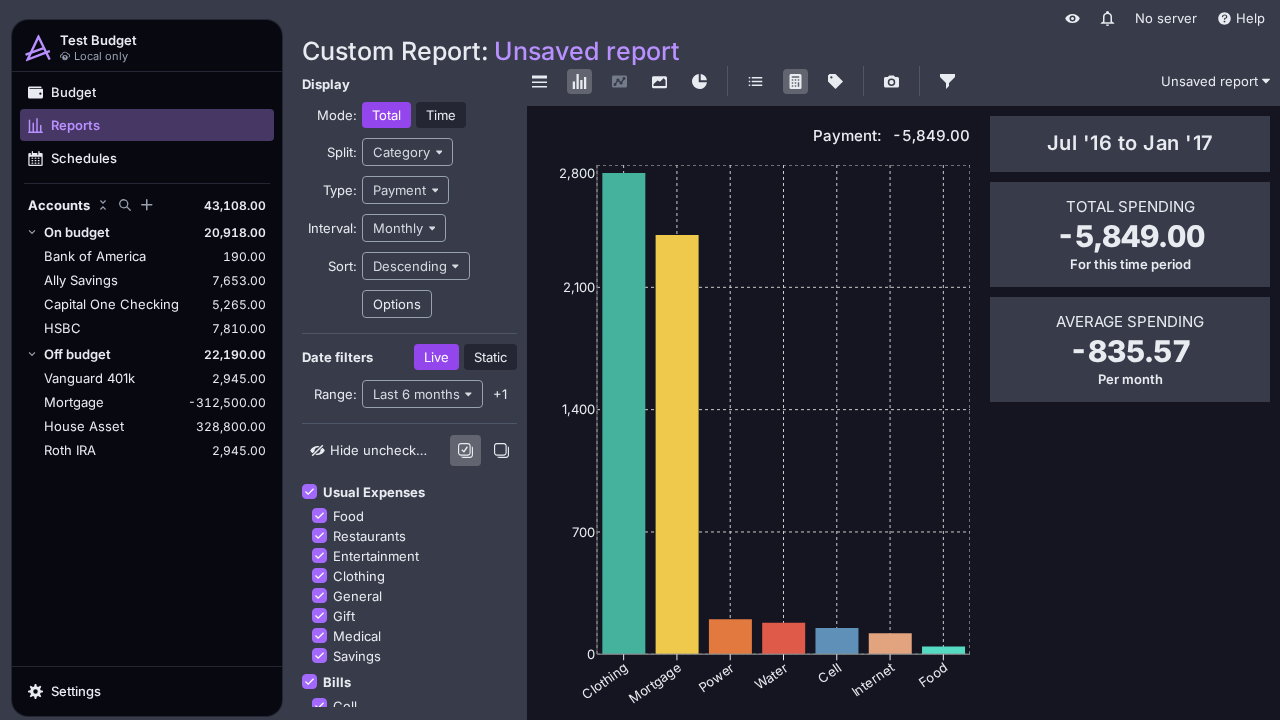 No server
Help
Test Budget
Local only
Budget
Reports
Schedules
Accounts 43,108.00
On budget 20,918.00
Bank of America 190.00
Ally Savings 7,653.00
Capital One Checking 5,265.00
HSBC 7,810.00
Off budget 22,190.00
Vanguard 401k 2,945.00
Mortgage -312,500.00
House Asset 328,800.00
Roth IRA 2,945.00
Settings
Custom Report: Unsaved report
Display
Mode: Total Time
Split: Category
Type: Payment
Interval: Monthly
Sort: Descending
Options
Date filters Live Static
Range: Last 6 months +1
Hide uncheck...
Usual Expenses
Food
Restaurants
Entertainment
Clothing
General
Gift
Medical
Savings
Bills
Cell
Unsaved report
Payment: -5,849.00
2,800
2,100
1,400
700
0
Clothing
Mortgage
Power
Water
Cell
Internet
Food
Jul '16 to Jan '17
TOTAL SPENDING
-5,849.00
For this time period
AVERAGE SPENDING
-835.57
Per month